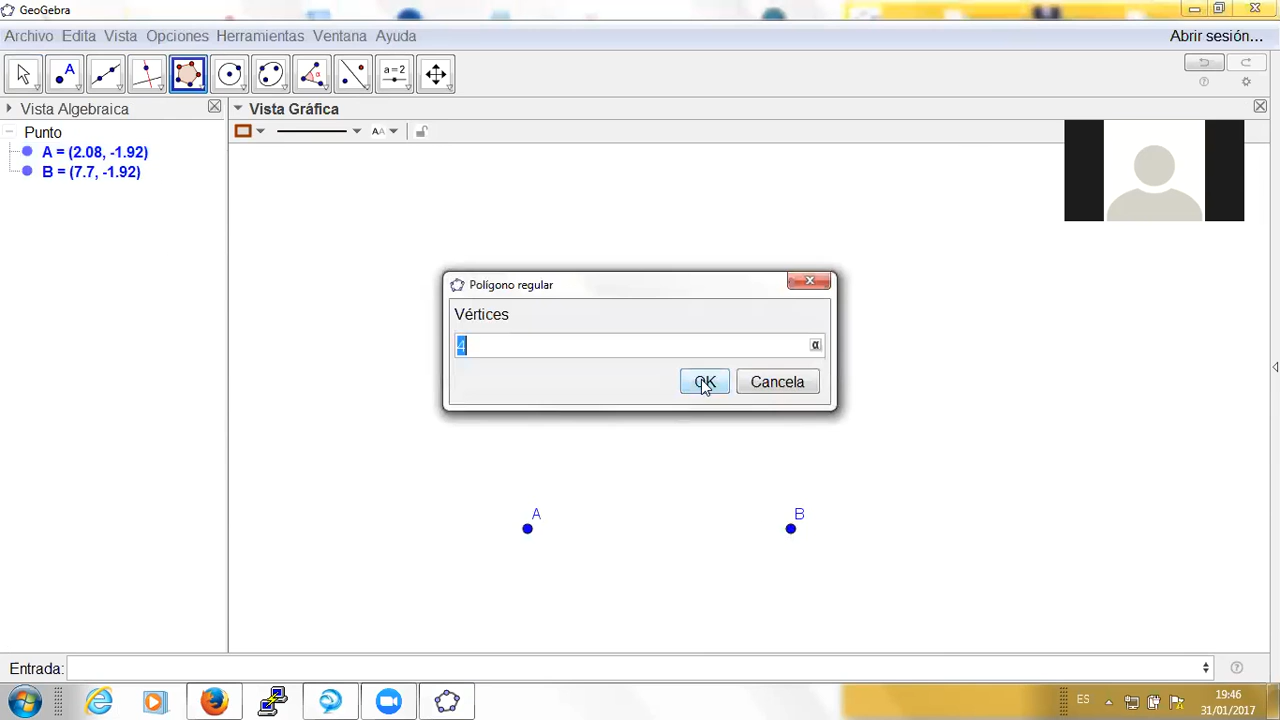 GeoGebra
Archivo Edita Vista Opciones Herramientas Ventana Ayuda Abrir sesión...
A a=2
Vista Algebraica
Vista Gráfica
AA
Punto
A = (2.08, -1.92)
B = (7.7, -1.92)
Polígono regular
Vértices
4 α
OK Cancela
A B
Entrada:
ES 19:46
31/01/2017